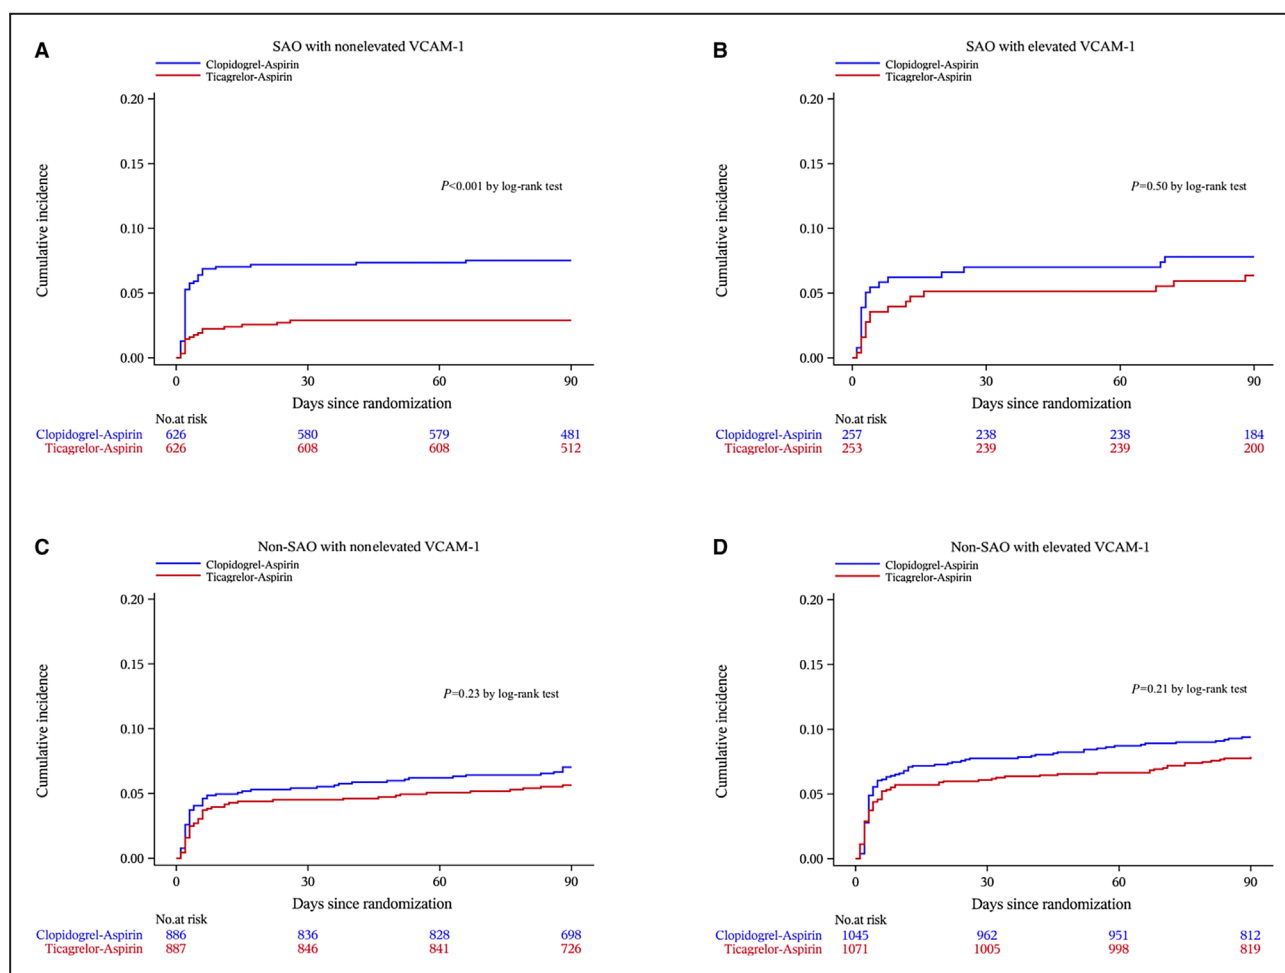 A
SAO with nonelevated VCAM-1
Clopidogrel-Aspirin
Ticagrelor-Aspirin
0.20
0.15
0.10
0.05
0.00
Cumulative incidence
P<0.001 by log-rank test
0 30 60 90
Days since randomization
No.at risk
Clopidogrel-Aspirin 626 580 579 481
Ticagrelor-Aspirin 626 608 608 512
B
SAO with elevated VCAM-1
Clopidogrel-Aspirin
Ticagrelor-Aspirin
0.20
0.15
0.10
0.05
0.00
Cumulative incidence
P=0.50 by log-rank test
0 30 60 90
Days since randomization
No.at risk
Clopidogrel-Aspirin 257 238 238 184
Ticagrelor-Aspirin 253 239 239 200
C
Non-SAO with nonelevated VCAM-1
Clopidogrel-Aspirin
Ticagrelor-Aspirin
0.20
0.15
0.10
0.05
0.00
Cumulative incidence
P=0.23 by log-rank test
0 30 60 90
Days since randomization
No.at risk
Clopidogrel-Aspirin 886 836 828 698
Ticagrelor-Aspirin 887 846 841 726
D
Non-SAO with elevated VCAM-1
Clopidogrel-Aspirin
Ticagrelor-Aspirin
0.20
0.15
0.10
0.05
0.00
Cumulative incidence
P=0.21 by log-rank test
0 30 60 90
Days since randomization
No.at risk
Clopidogrel-Aspirin 1045 962 951 812
Ticagrelor-Aspirin 1071 1005 998 819